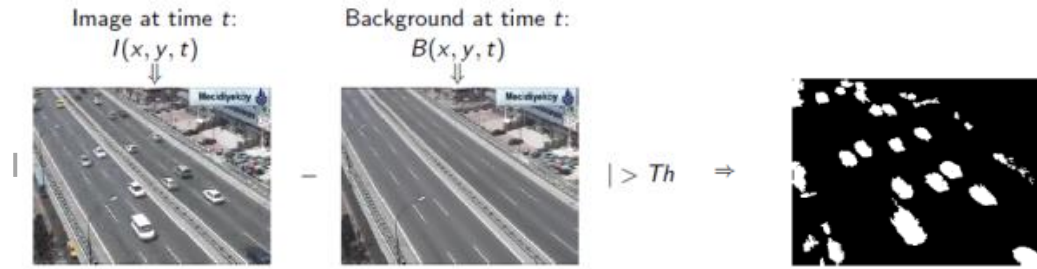 Image at time t:
I(x, y, t)
⇓
Background at time t:
B(x, y, t)
⇓
Mecidiyeköy
Mecidiyeköy
| − | > Th ⇒